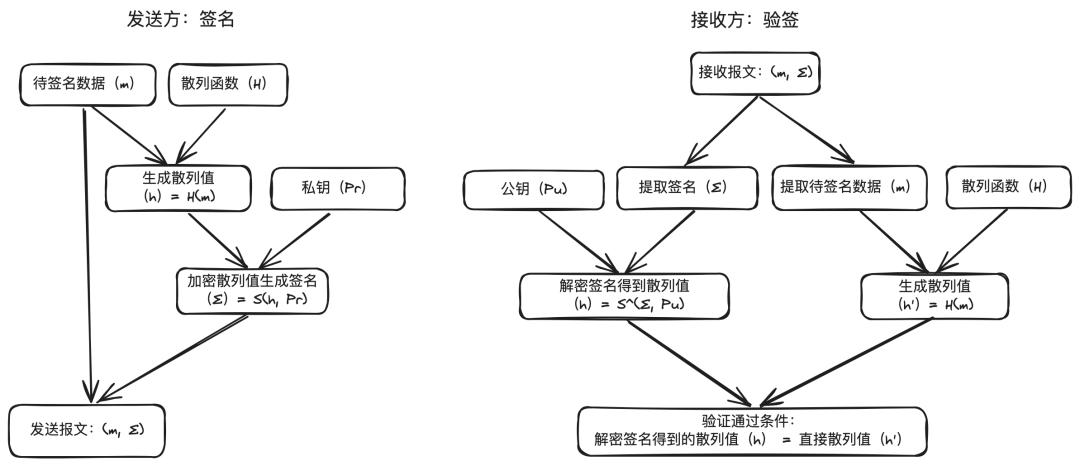 发送方：签名
待签名数据（m）
散列函数（H）
生成散列值
（h）= H(m)
私钥（Pr）
加密散列值生成签名
（Σ）= S(h, Pr)
发送报文：(m, Σ)
接收方：验签
接收报文：(m, Σ)
公钥（Pu）
提取签名（Σ）
提取待签名数据（m）
散列函数（H）
解密签名得到散列值
（h）= S^(Σ, Pu)
生成散列值
（h'）= H(m)
验证通过条件：
解密签名得到的散列值（h） = 直接散列值（h'）